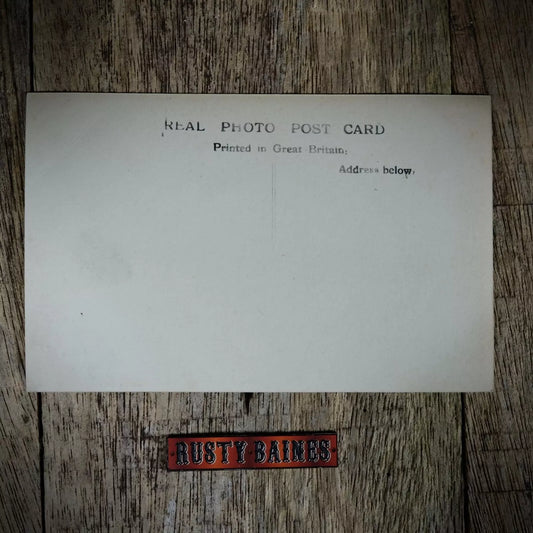 REAL PHOTO POST CARD
Printed in Great Britain.
Address below.
RUSTY·BAINES